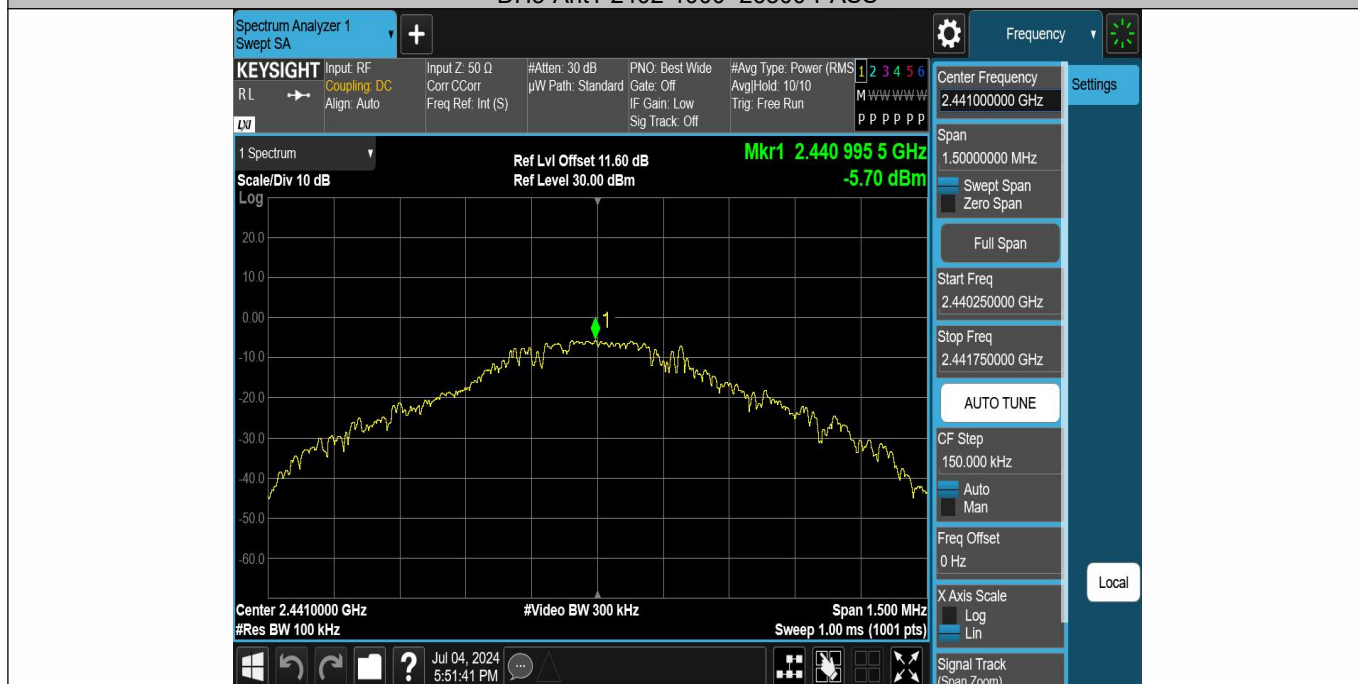 Spectrum Analyzer 1
Swept SA
Frequency
KEYSIGHT
RL
LXI
Input: RF
Coupling: DC
Align: Auto
Input Z: 50 Ω
Corr CCorr
Freq Ref: Int (S)
#Atten: 30 dB
µW Path: Standard
PNO: Best Wide
Gate: Off
IF Gain: Low
Sig Track: Off
#Avg Type: Power (RMS
Avg|Hold: 10/10
Trig: Free Run
1 2 3 4 5 6
M W W W W W
P P P P P P
1 Spectrum
Scale/Div 10 dB
Log
Ref Lvl Offset 11.60 dB
Ref Level 30.00 dBm
Mkr1 2.440 995 5 GHz
-5.70 dBm
20.0
10.0
0.00
-10.0
-20.0
-30.0
-40.0
-50.0
-60.0
1
Center 2.4410000 GHz
#Res BW 100 kHz
#Video BW 300 kHz
Span 1.500 MHz
Sweep 1.00 ms (1001 pts)
Jul 04, 2024
5:51:41 PM
Center Frequency
2.441000000 GHz
Settings
Span
1.50000000 MHz
Swept Span
Zero Span
Full Span
Start Freq
2.440250000 GHz
Stop Freq
2.441750000 GHz
AUTO TUNE
CF Step
150.000 kHz
Auto
Man
Freq Offset
0 Hz
X Axis Scale
Log
Lin
Local
Signal Track
(Span Zoom)